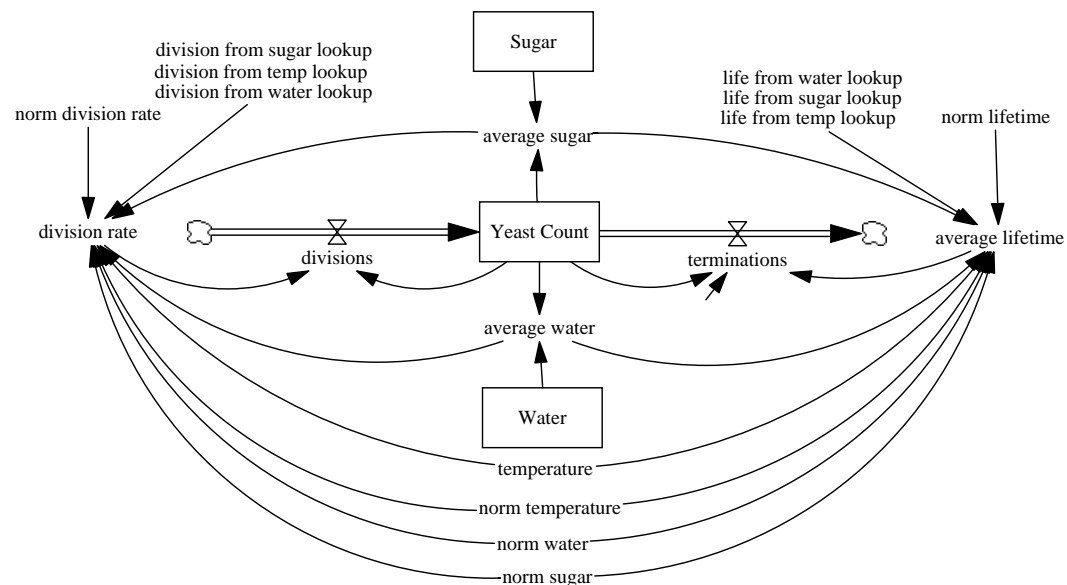 Sugar
division from sugar lookup
division from temp lookup
division from water lookup
life from water lookup
life from sugar lookup
life from temp lookup
norm division rate
norm lifetime
average sugar
division rate
Yeast Count
average lifetime
divisions
terminations
average water
Water
temperature
norm temperature
norm water
norm sugar